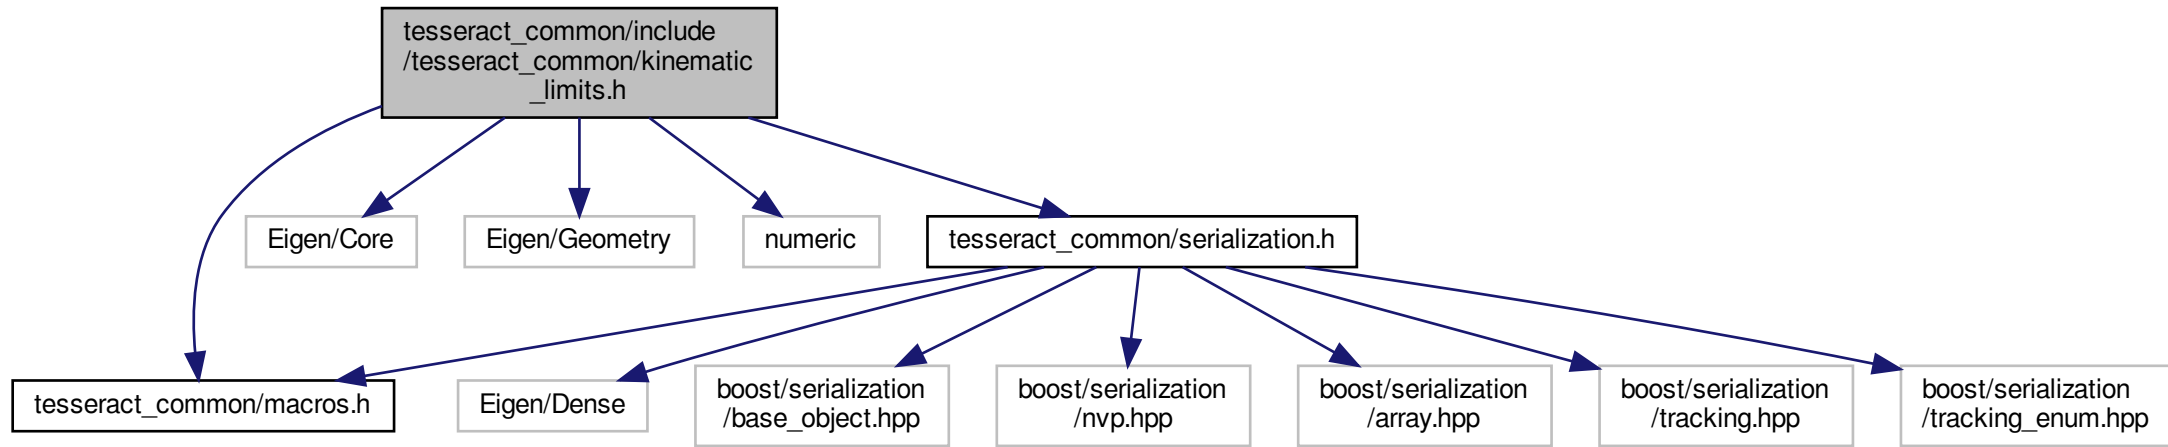 tesseract_common/include
/tesseract_common/kinematic
_limits.h
Eigen/Core
Eigen/Geometry
numeric
tesseract_common/serialization.h
tesseract_common/macros.h
Eigen/Dense
boost/serialization
/base_object.hpp
boost/serialization
/nvp.hpp
boost/serialization
/array.hpp
boost/serialization
/tracking.hpp
boost/serialization
/tracking_enum.hpp